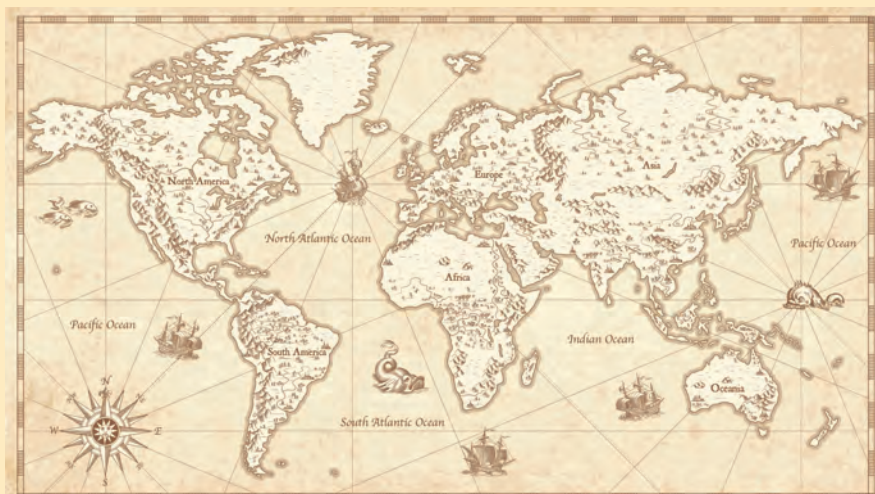 North America
Europe
Asia
North Atlantic Ocean
Pacific Ocean
Africa
Pacific Ocean
Indian Ocean
South America
Oceania
South Atlantic Ocean
N
W
E
S